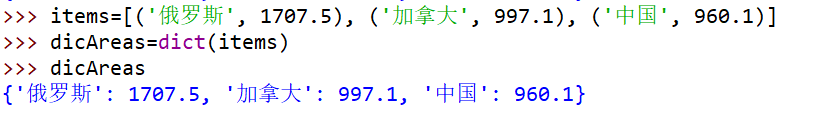 >>> items=[('俄罗斯', 1707.5), ('加拿大', 997.1), ('中国', 960.1)]
>>> dicAreas=dict(items)
>>> dicAreas
{'俄罗斯': 1707.5, '加拿大': 997.1, '中国': 960.1}